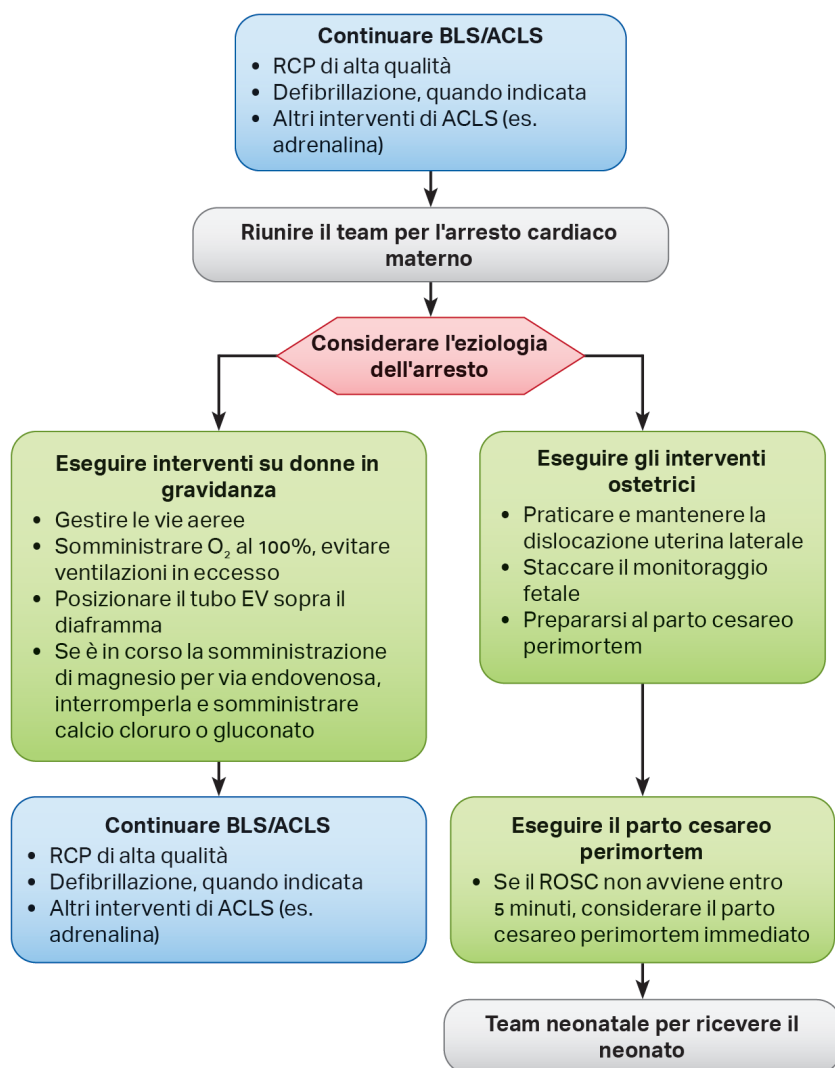 Continuare BLS/ACLS
• RCP di alta qualità
• Defibrillazione, quando indicata
• Altri interventi di ACLS (es.
adrenalina)
Riunire il team per l'arresto cardiaco
materno
Considerare l'eziologia
dell'arresto
Eseguire interventi su donne in
gravidanza
• Gestire le vie aeree
• Somministrare O₂ al 100%, evitare
ventilazioni in eccesso
• Posizionare il tubo EV sopra il
diaframma
• Se è in corso la somministrazione
di magnesio per via endovenosa,
interromperla e somministrare
calcio cloruro o gluconato
Eseguire gli interventi
ostetrici
• Praticare e mantenere la
dislocazione uterina laterale
• Staccare il monitoraggio
fetale
• Prepararsi al parto cesareo
perimortem
Continuare BLS/ACLS
• RCP di alta qualità
• Defibrillazione, quando indicata
• Altri interventi di ACLS (es.
adrenalina)
Eseguire il parto cesareo
perimortem
• Se il ROSC non avviene entro
5 minuti, considerare il parto
cesareo perimortem immediato
Team neonatale per ricevere il
neonato